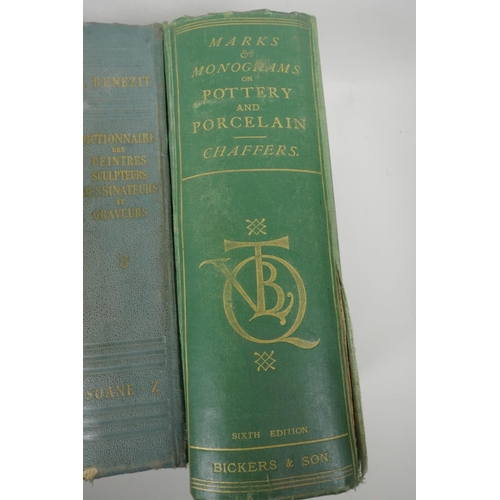 BENEZIT
DICTIONNAIRE
DES
PEINTRES
SCULPTEURS
DESSINATEURS
ET
GRAVEURS
SOANE Z
MARKS
&
MONOGRAMS
ON
POTTERY
AND
PORCELAIN
CHAFFERS.
SIXTH EDITION
BICKERS & SON